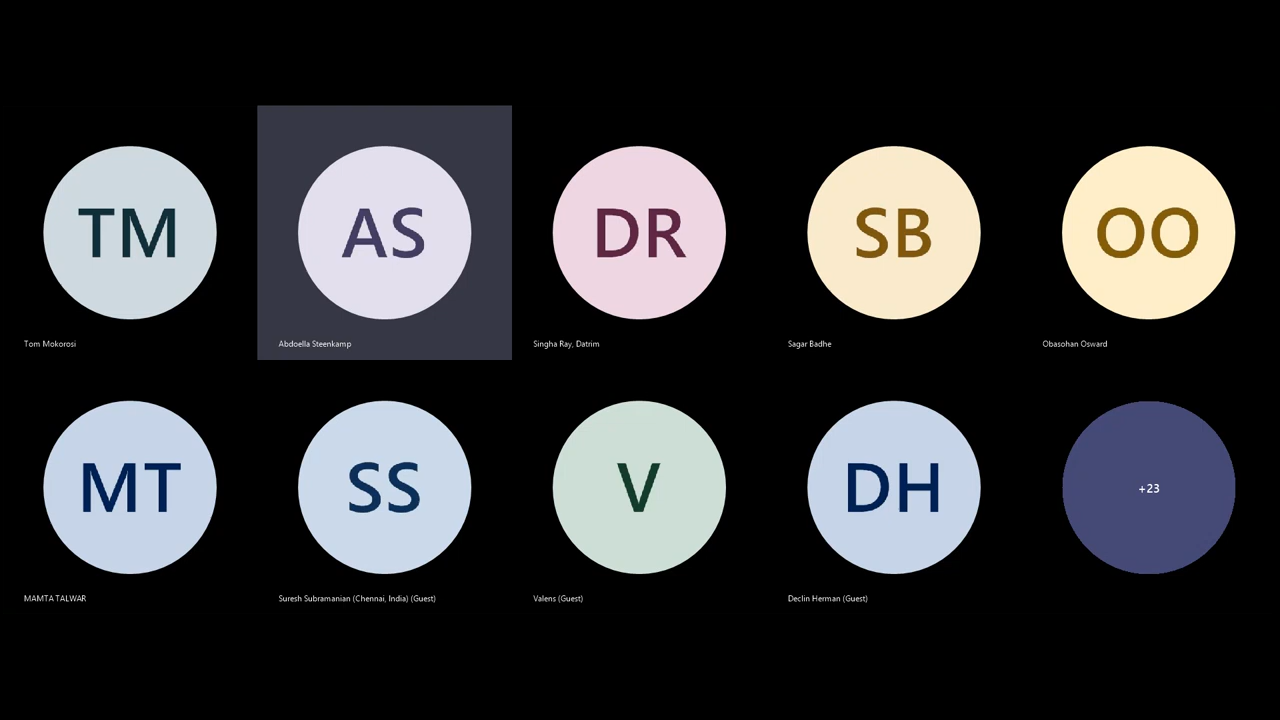 TM
AS
DR
SB
OO
Tom Mokorosi
Abdoella Steenkamp
Singha Ray, Datrim
Sagar Badhe
Obasohan Osward
MT
SS
V
DH
+23
MAMTA TALWAR
Suresh Subramanian (Chennai, India) (Guest)
Valens (Guest)
Declin Herman (Guest)